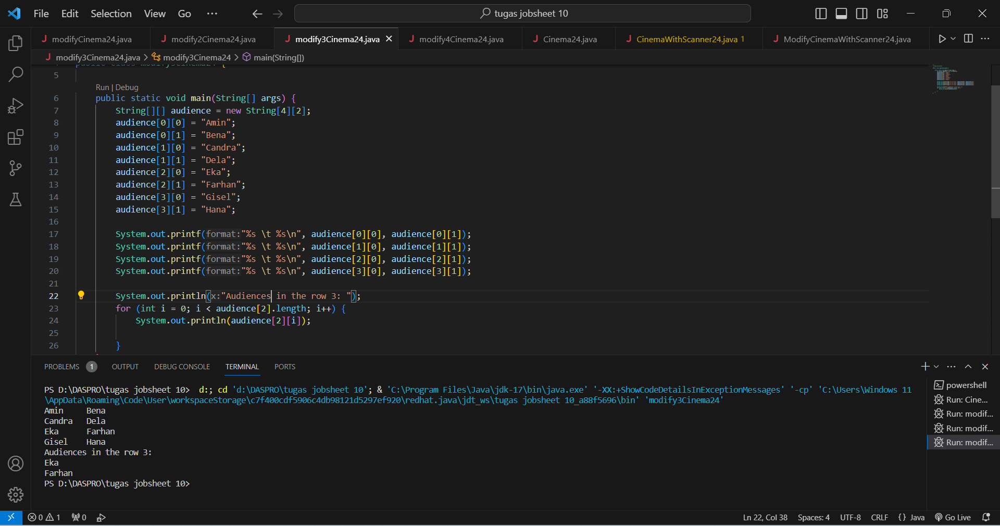 File Edit Selection View Go ··· tugas jobsheet 10
J modifyCinema24.java J modify2Cinema24.java J modify3Cinema24.java J modify4Cinema24.java J Cinema24.java J CinemaWithScanner24.java 1 J ModifyCinemaWithScanner24.java
J modify3Cinema24.java > modify3Cinema24 > main(String[])
5
Run | Debug
6 public static void main(String[] args) {
7 String[][] audience = new String[4][2];
8 audience[0][0] = "Amin";
9 audience[0][1] = "Bena";
10 audience[1][0] = "Candra";
11 audience[1][1] = "Dela";
12 audience[2][0] = "Eka";
13 audience[2][1] = "Farhan";
14 audience[3][0] = "Gisel";
15 audience[3][1] = "Hana";
16
17 System.out.printf(format:"%s \t %s\n", audience[0][0], audience[0][1]);
18 System.out.printf(format:"%s \t %s\n", audience[1][0], audience[1][1]);
19 System.out.printf(format:"%s \t %s\n", audience[2][0], audience[2][1]);
20 System.out.printf(format:"%s \t %s\n", audience[3][0], audience[3][1]);
21
22 System.out.println(x:"Audiences in the row 3: ");
23 for (int i = 0; i < audience[2].length; i++) {
24 System.out.println(audience[2][i]);
25
26 }
PROBLEMS 1 OUTPUT DEBUG CONSOLE TERMINAL PORTS
PS D:\DASPRO\tugas jobsheet 10> d:; cd 'd:\DASPRO\tugas jobsheet 10'; & 'C:\Program Files\Java\jdk-17\bin\java.exe' '-XX:+ShowCodeDetailsInExceptionMessages' '-cp' 'C:\Users\Windows 11
\AppData\Roaming\Code\User\workspaceStorage\c7f400cdf5906c4db98121d5297ef920\redhat.java\jdt_ws\tugas jobsheet 10_a88f5696\bin' 'modify3Cinema24'
Amin Bena
Candra Dela
Eka Farhan
Gisel Hana
Audiences in the row 3:
Eka
Farhan
PS D:\DASPRO\tugas jobsheet 10>
powershell
Run: Cine...
Run: modif...
Run: modif...
Run: modif...
0 1 0 Ln 22, Col 38 Spaces: 4 UTF-8 CRLF {} Java Go Live